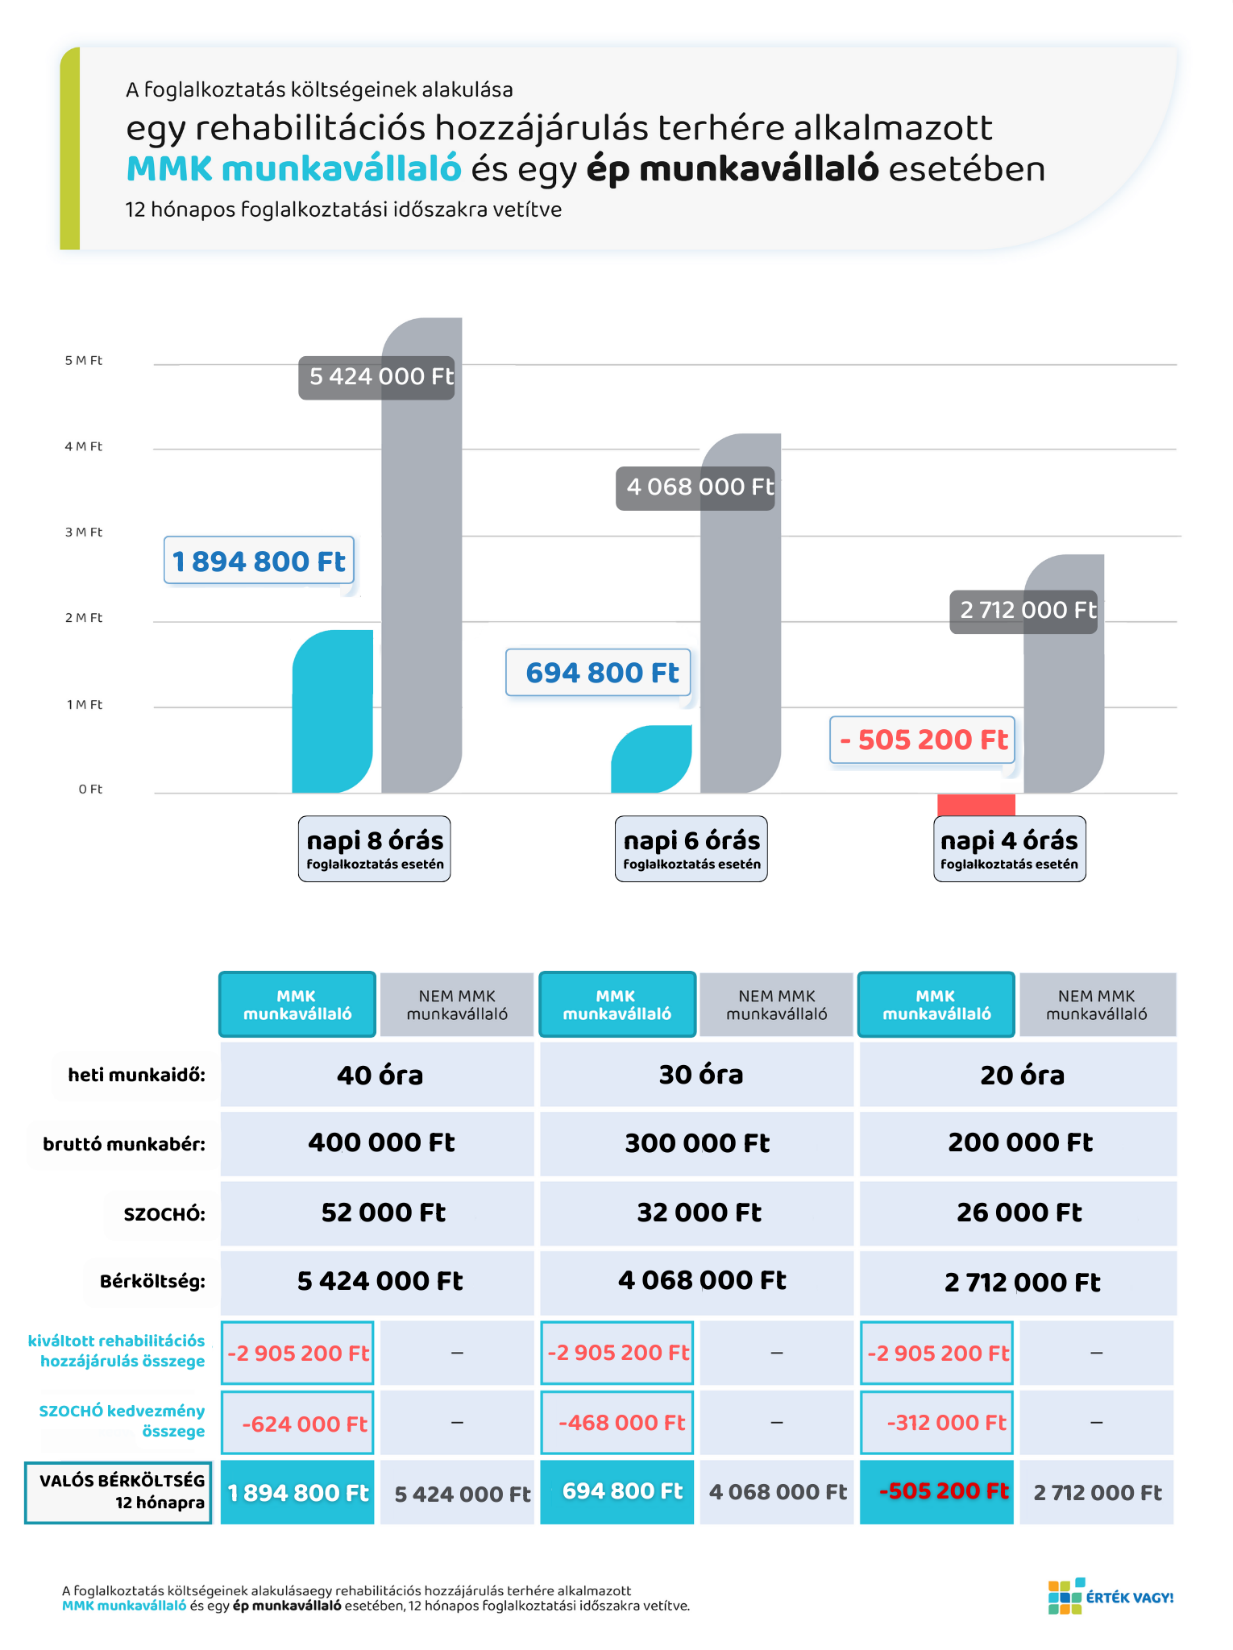 A foglalkoztatás költségeinek alakulása
egy rehabilitációs hozzájárulás terhére alkalmazott
MMK munkavállaló és egy ép munkavállaló esetében
12 hónapos foglalkoztatási időszakra vetítve
5 M Ft
5 424 000 Ft
4 M Ft
4 068 000 Ft
3 M Ft
1 894 800 Ft
2 M Ft
2 712 000 Ft
694 800 Ft
1 M Ft
- 505 200 Ft
0 Ft
napi 8 órás
foglalkoztatás esetén
napi 6 órás
foglalkoztatás esetén
napi 4 órás
foglalkoztatás esetén
MMK munkavállaló NEM MMK munkavállaló MMK munkavállaló NEM MMK munkavállaló MMK munkavállaló NEM MMK munkavállaló
heti munkaidő: 40 óra 30 óra 20 óra
bruttó munkabér: 400 000 Ft 300 000 Ft 200 000 Ft
SZOCHÓ: 52 000 Ft 32 000 Ft 26 000 Ft
Bérköltség: 5 424 000 Ft 4 068 000 Ft 2 712 000 Ft
kiváltott rehabilitációs
hozzájárulás összege -2 905 200 Ft – -2 905 200 Ft – -2 905 200 Ft –
SZOCHÓ kedvezmény
összege -624 000 Ft – -468 000 Ft – -312 000 Ft –
VALÓS BÉRKÖLTSÉG
12 hónapra 1 894 800 Ft 5 424 000 Ft 694 800 Ft 4 068 000 Ft -505 200 Ft 2 712 000 Ft
A foglalkoztatás költségeinek alakulásaegy rehabilitációs hozzájárulás terhére alkalmazott
MMK munkavállaló és egy ép munkavállaló esetében, 12 hónapos foglalkoztatási időszakra vetítve.
ÉRTÉK VAGY!